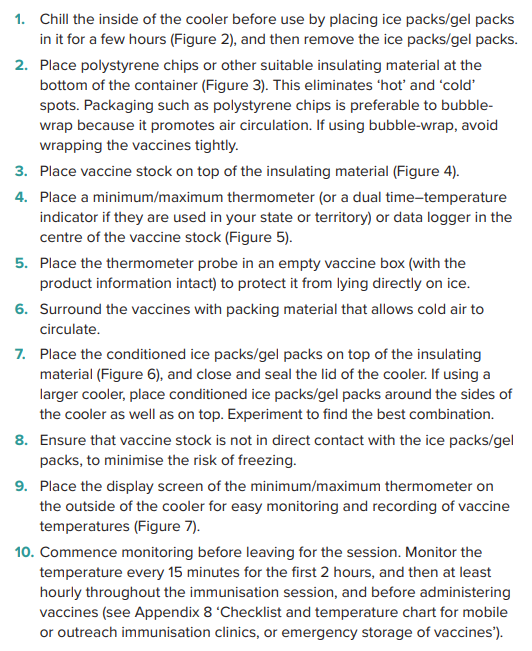 1. Chill the inside of the cooler before use by placing ice packs/gel packs
in it for a few hours (Figure 2), and then remove the ice packs/gel packs.
2. Place polystyrene chips or other suitable insulating material at the
bottom of the container (Figure 3). This eliminates ‘hot’ and ‘cold’
spots. Packaging such as polystyrene chips is preferable to bubble-
wrap because it promotes air circulation. If using bubble-wrap, avoid
wrapping the vaccines tightly.
3. Place vaccine stock on top of the insulating material (Figure 4).
4. Place a minimum/maximum thermometer (or a dual time–temperature
indicator if they are used in your state or territory) or data logger in the
centre of the vaccine stock (Figure 5).
5. Place the thermometer probe in an empty vaccine box (with the
product information intact) to protect it from lying directly on ice.
6. Surround the vaccines with packing material that allows cold air to
circulate.
7. Place the conditioned ice packs/gel packs on top of the insulating
material (Figure 6), and close and seal the lid of the cooler. If using a
larger cooler, place conditioned ice packs/gel packs around the sides of
the cooler as well as on top. Experiment to find the best combination.
8. Ensure that vaccine stock is not in direct contact with the ice packs/gel
packs, to minimise the risk of freezing.
9. Place the display screen of the minimum/maximum thermometer on
the outside of the cooler for easy monitoring and recording of vaccine
temperatures (Figure 7).
10. Commence monitoring before leaving for the session. Monitor the
temperature every 15 minutes for the first 2 hours, and then at least
hourly throughout the immunisation session, and before administering
vaccines (see Appendix 8 ‘Checklist and temperature chart for mobile
or outreach immunisation clinics, or emergency storage of vaccines’).